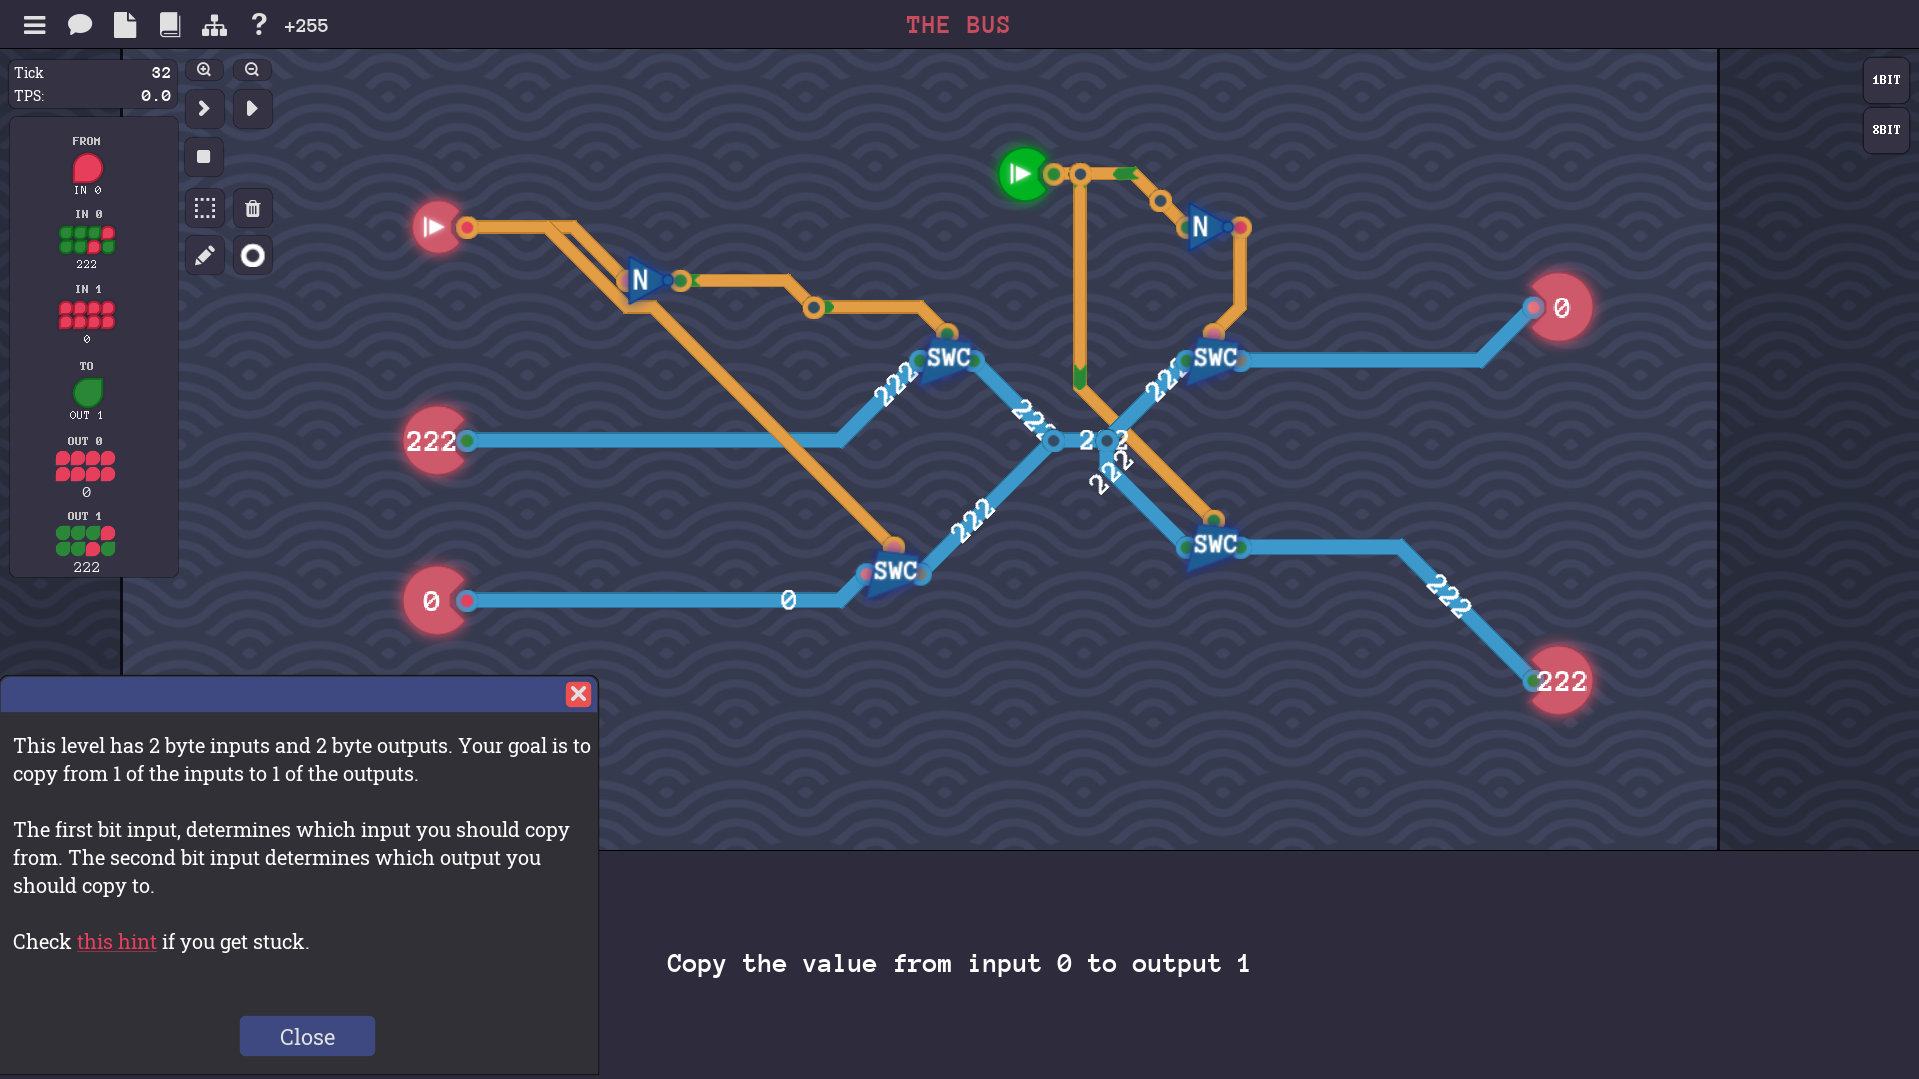 +255
THE BUS
Tick 32
TPS: 0.0
FROM
IN 0
IN 0
222
IN 1
0
TO
OUT 1
OUT 0
0
OUT 1
222
1BIT
8BIT
N
N
0
SWC
SWC
222
222
222
222
2 2
222
222
SWC
222
SWC
0
0
222
222
This level has 2 byte inputs and 2 byte outputs. Your goal is to
copy from 1 of the inputs to 1 of the outputs.
The first bit input, determines which input you should copy
from. The second bit input determines which output you
should copy to.
Check this hint if you get stuck.
Close
Copy the value from input 0 to output 1